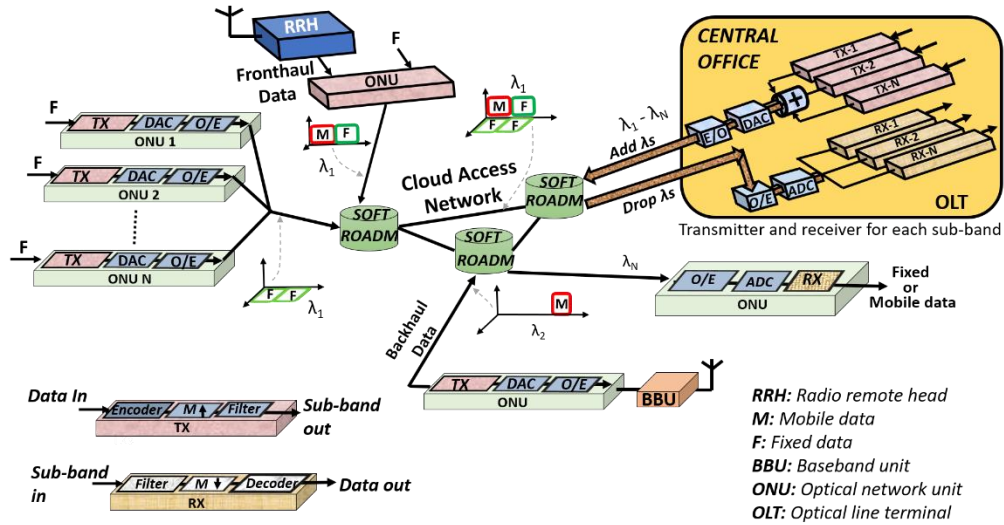 RRH
Fronthaul
Data
F
ONU
CENTRAL
OFFICE
TX-1
TX-2
TX-N
+
DAC
E/O
RX-1
RX-2
RX-N
O/E
ADC
OLT
Transmitter and receiver for each sub-band
λ1 - λN
Add λs
Drop λs
F
TX
DAC
O/E
ONU 1
F
TX
DAC
O/E
ONU 2
F
TX
DAC
O/E
ONU N
M
F
λ1
M
F
F
F
λ1
F
F
λ1
Cloud Access
Network
SOFT
ROADM
SOFT
ROADM
SOFT
ROADM
λN
O/E
ADC
RX
ONU
Fixed
or
Mobile data
M
λ2
Backhaul
Data
TX
DAC
O/E
ONU
BBU
Data In
Encoder
M
Filter
TX
Sub-band
out
Sub-band
in
Filter
M
Decoder
RX
Data out
RRH: Radio remote head
M: Mobile data
F: Fixed data
BBU: Baseband unit
ONU: Optical network unit
OLT: Optical line terminal